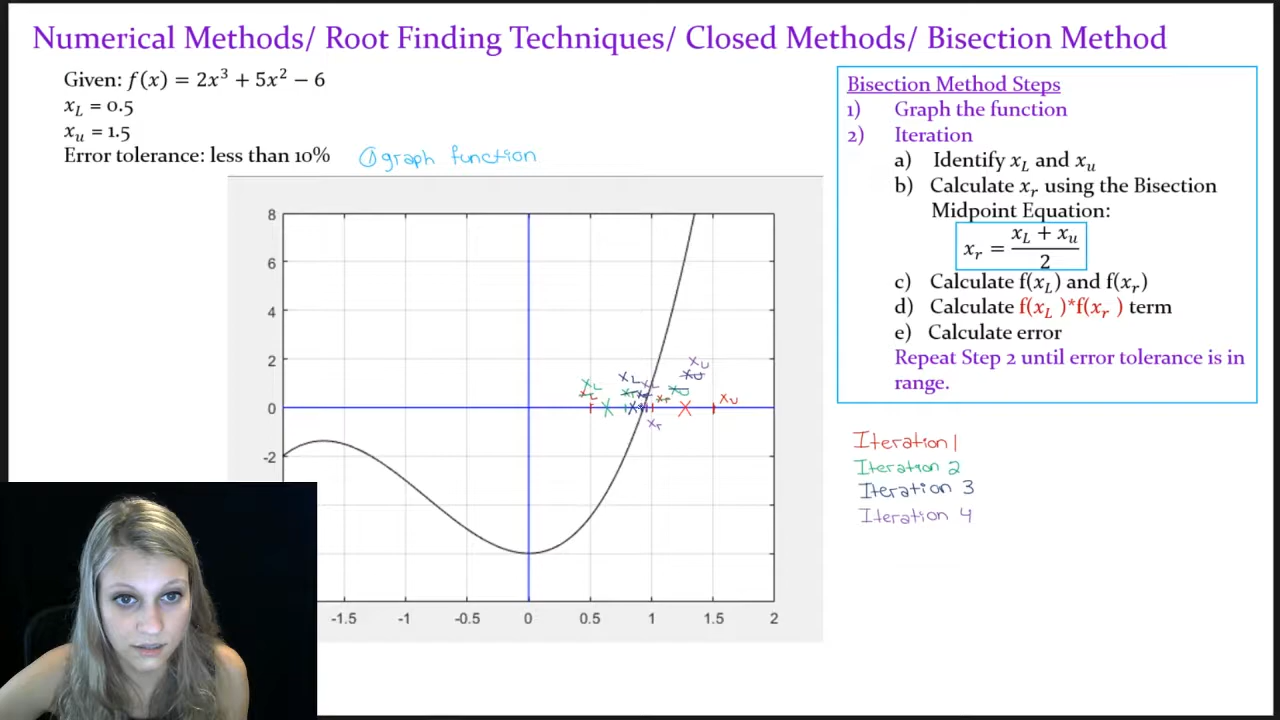 Numerical Methods/ Root Finding Techniques/ Closed Methods/ Bisection Method
Given: f(x) = 2x³ + 5x² − 6
x_L = 0.5
x_u = 1.5
Error tolerance: less than 10%
① graph function
Bisection Method Steps
1) Graph the function
2) Iteration
a) Identify x_L and x_u
b) Calculate x_r using the Bisection
Midpoint Equation:
x_r = (x_L + x_u)/2
c) Calculate f(x_L) and f(x_r)
d) Calculate f(x_L )*f(x_r ) term
e) Calculate error
Repeat Step 2 until error tolerance is in
range.
8
6
4
2
0
-2
x_u
x_L
x_L
x_L
x_r
x_u
x_r
-1.5 -1 -0.5 0 0.5 1 1.5 2
Iteration 1
Iteration 2
Iteration 3
Iteration 4